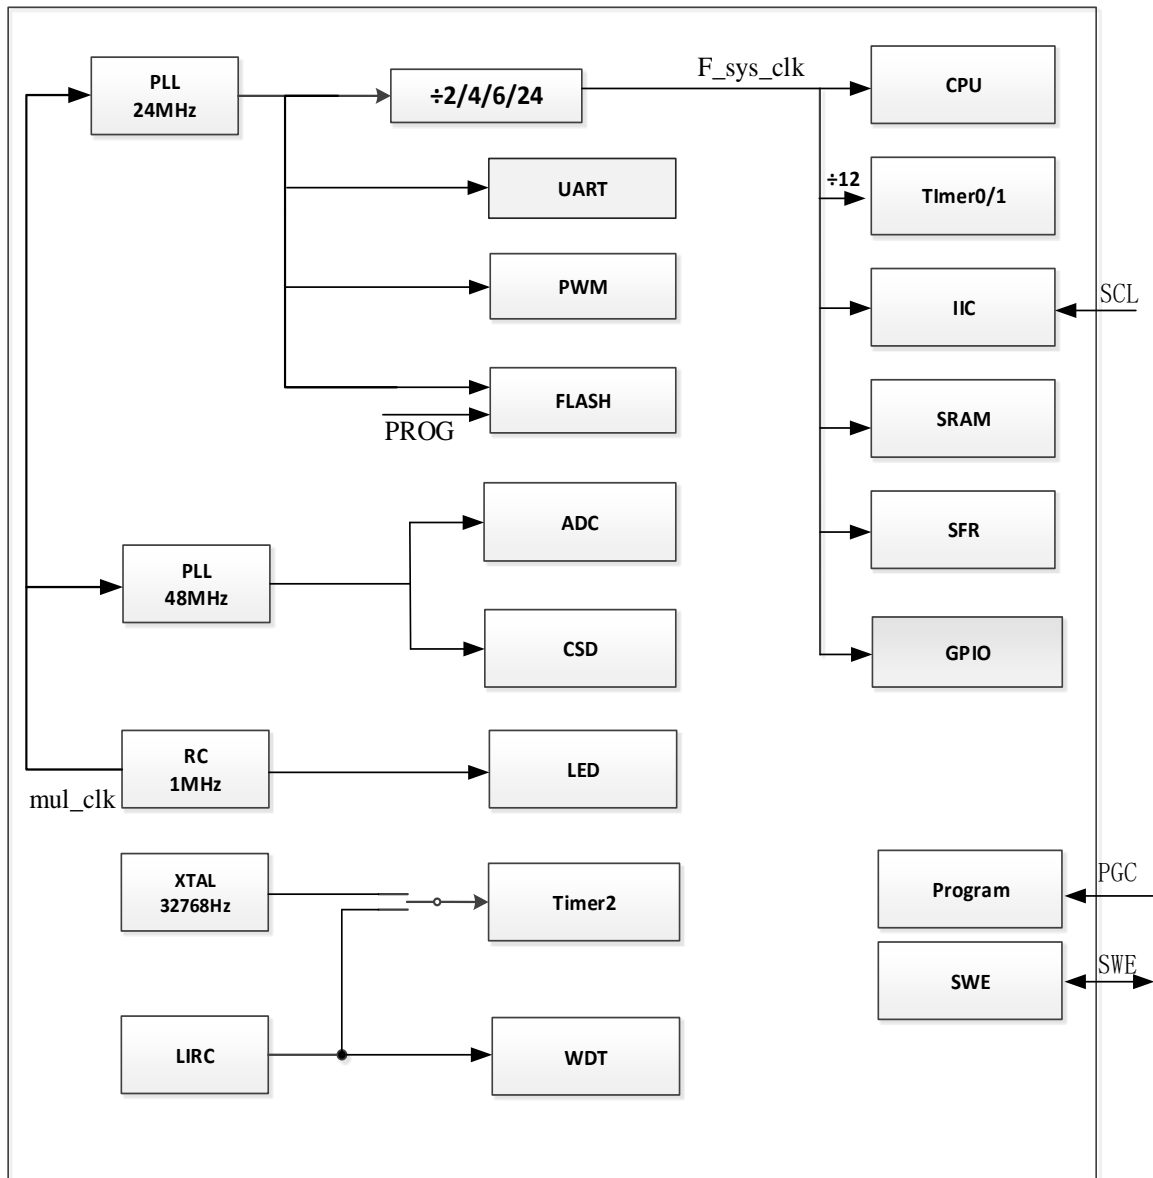 F_sys_clk
PLL
24MHz
÷2/4/6/24
CPU
UART
÷12
TImer0/1
PWM
IIC
SCL
FLASH
PROG
SRAM
ADC
SFR
PLL
48MHz
CSD
GPIO
RC
1MHz
LED
mul_clk
XTAL
32768Hz
Timer2
Program
PGC
SWE
SWE
LIRC
WDT